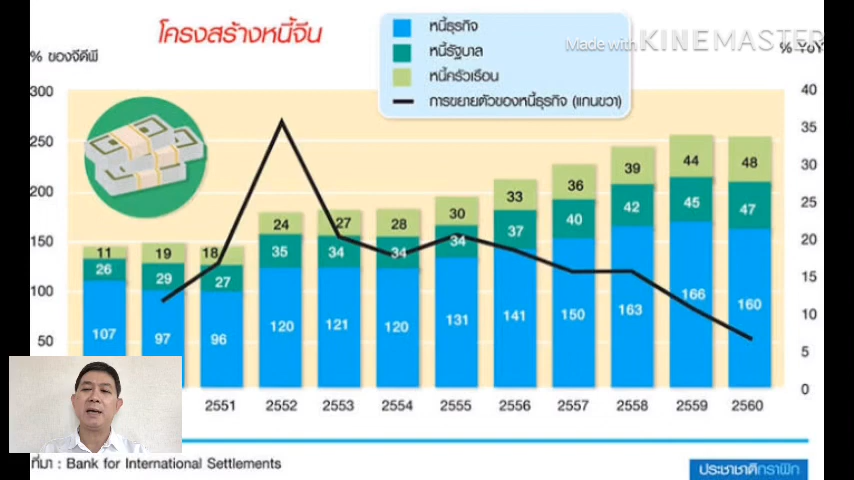 โครงสร้างหนี้จีน
หนี้ธุรกิจ
หนี้รัฐบาล
หนี้ครัวเรือน
การขยายตัวของหนี้ธุรกิจ (แกนขวา)
Made with KINEMASTER
% ของจีดีพี
% YoY
300
250
200
150
100
50
40
35
30
25
20
15
10
5
0
11 19 18 24 27 28 30 33 36 39 44 48
26 29 27 35 34 34 34 37 40 42 45 47
107 97 96 120 121 120 131 141 150 163 166 160
2551 2552 2553 2554 2555 2556 2557 2558 2559 2560
ที่มา : Bank for International Settlements
ประชาชาติกราฟิก